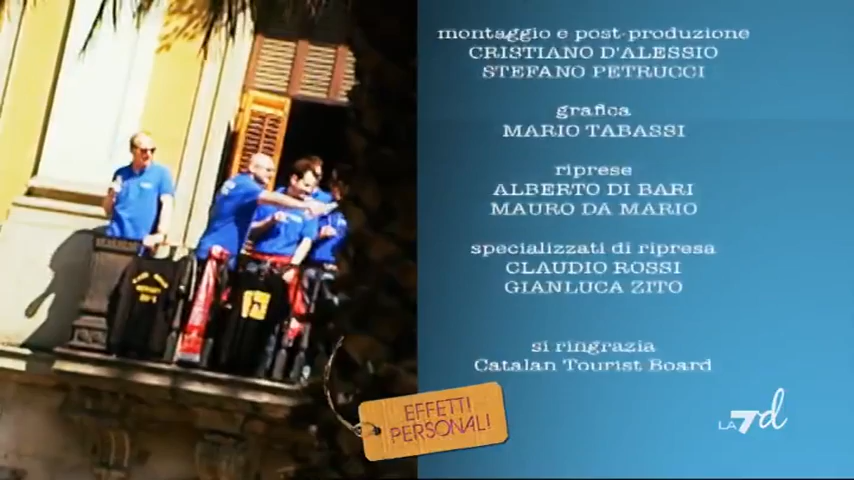 montaggio e post-produzione
CRISTIANO D'ALESSIO
STEFANO PETRUCCI
grafica
MARIO TABASSI
riprese
ALBERTO DI BARI
MAURO DA MARIO
specializzati di ripresa
CLAUDIO ROSSI
GIANLUCA ZITO
si ringrazia
Catalan Tourist Board
EFFETTI
PERSONALI
LA7d